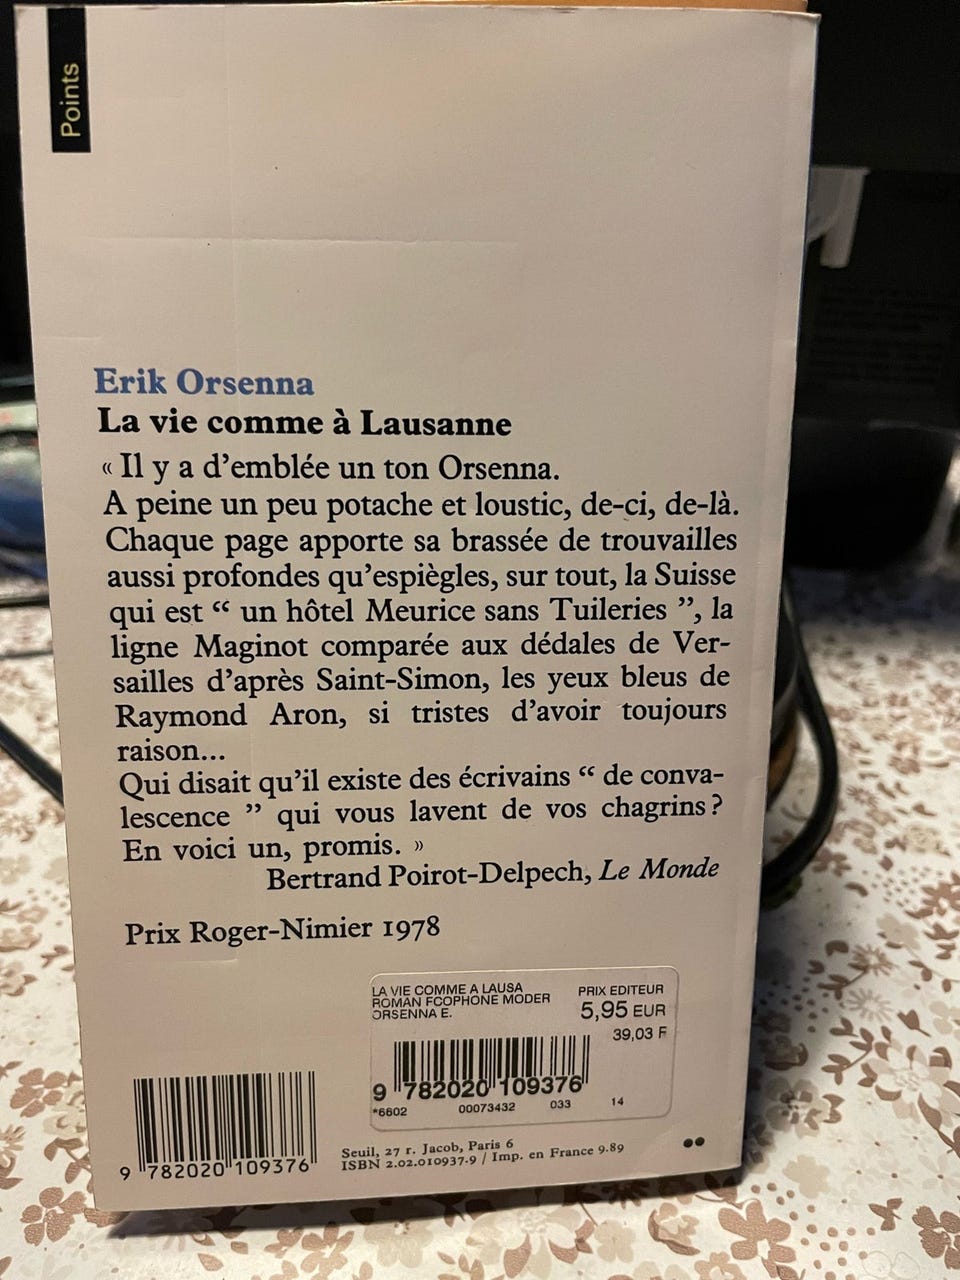 Points
Erik Orsenna
La vie comme à Lausanne
« Il y a d'emblée un ton Orsenna.
A peine un peu potache et loustic, de-ci, de-là.
Chaque page apporte sa brassée de trouvailles
aussi profondes qu'espiègles, sur tout, la Suisse
qui est “ un hôtel Meurice sans Tuileries ”, la
ligne Maginot comparée aux dédales de Ver-
sailles d'après Saint-Simon, les yeux bleus de
Raymond Aron, si tristes d'avoir toujours
raison...
Qui disait qu'il existe des écrivains “ de conva-
lescence ” qui vous lavent de vos chagrins ?
En voici un, promis. »
Bertrand Poirot-Delpech, Le Monde
Prix Roger-Nimier 1978
LA VIE COMME A LAUSA
ROMAN FCOPHONE MODER
ORSENNA E.
PRIX EDITEUR
5,95 EUR
39,03 F
9 782020 109376
*6602 00073432 033 14
9 782020 109376
Seuil, 27 r. Jacob, Paris 6
ISBN 2.02.010937-9 / Imp. en France 9.89